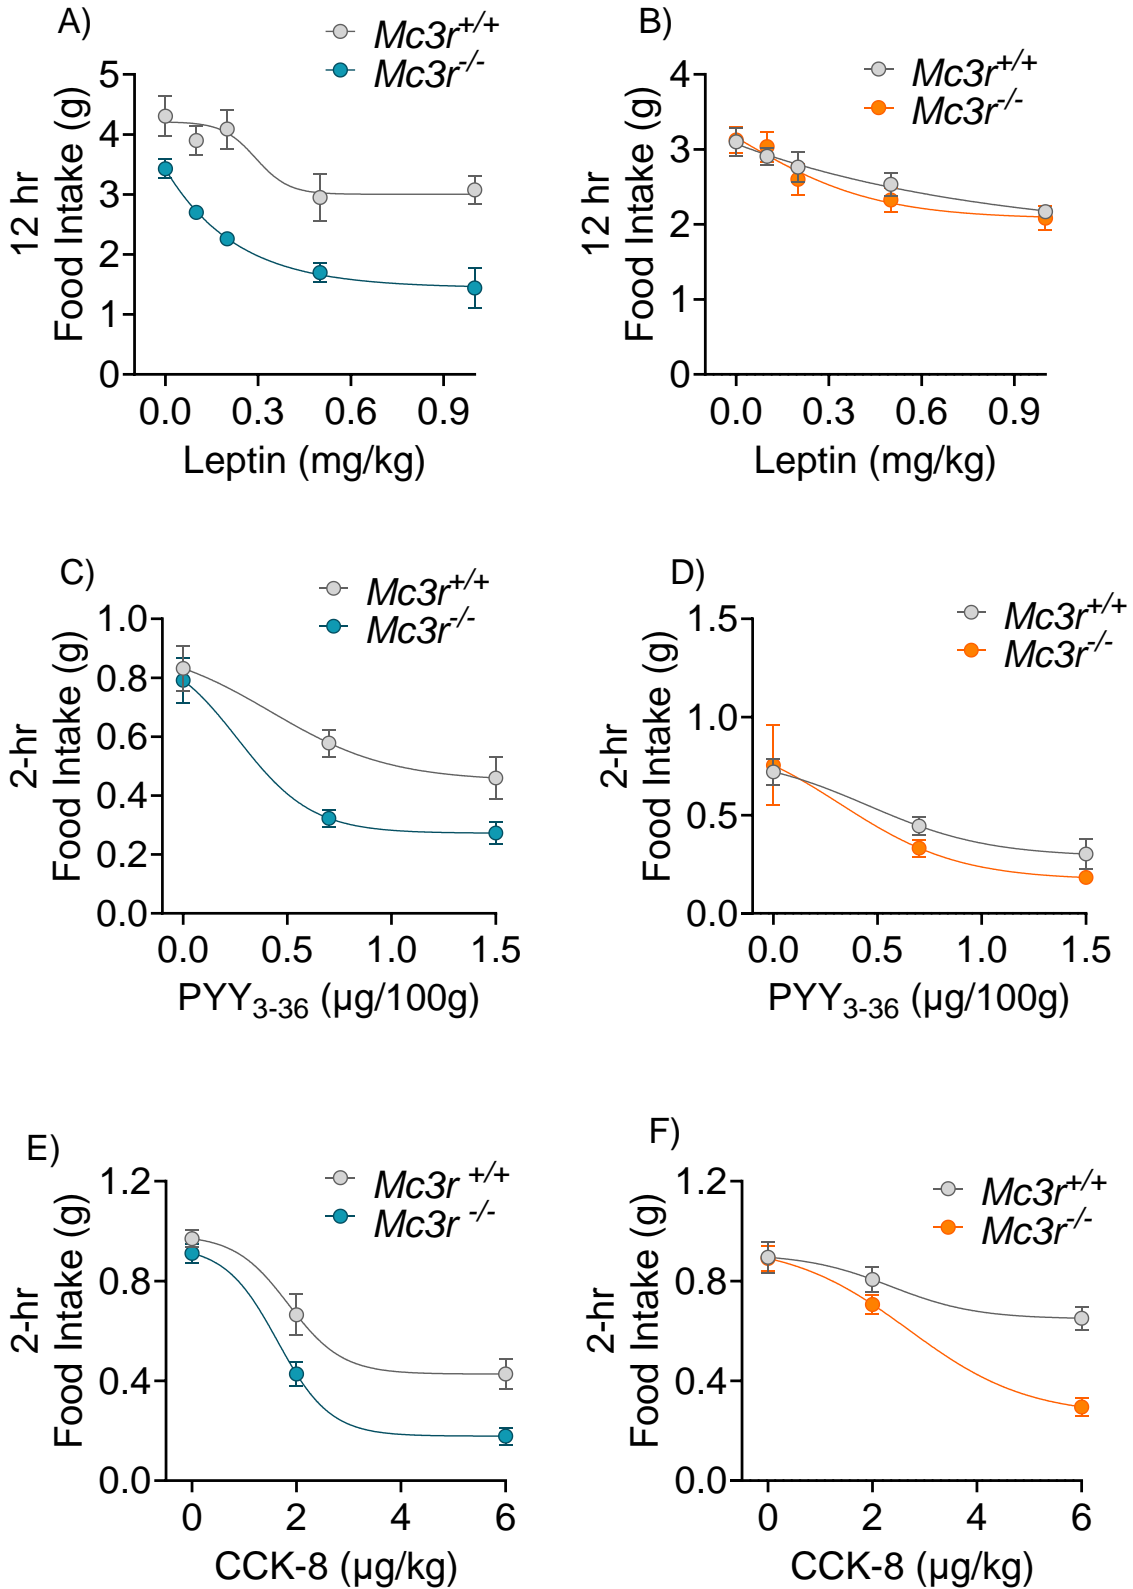 A)
Mc3r+/+
Mc3r-/-
12 hr
Food Intake (g)
5
4
3
2
1
0
0.0 0.3 0.6 0.9
Leptin (mg/kg)
B)
Mc3r+/+
Mc3r-/-
12 hr
Food Intake (g)
4
3
2
1
0
0.0 0.3 0.6 0.9
Leptin (mg/kg)
C)
Mc3r+/+
Mc3r-/-
2-hr
Food Intake (g)
1.0
0.8
0.6
0.4
0.2
0.0
0.0 0.5 1.0 1.5
PYY3-36 (µg/100g)
D)
Mc3r+/+
Mc3r-/-
2-hr
Food Intake (g)
1.5
1.0
0.5
0.0
0.0 0.5 1.0 1.5
PYY3-36 (µg/100g)
E)
Mc3r +/+
Mc3r -/-
2-hr
Food Intake (g)
1.2
0.8
0.4
0.0
0 2 4 6
CCK-8 (µg/kg)
F)
Mc3r+/+
Mc3r-/-
2-hr
Food Intake (g)
1.2
0.8
0.4
0.0
0 2 4 6
CCK-8 (µg/kg)